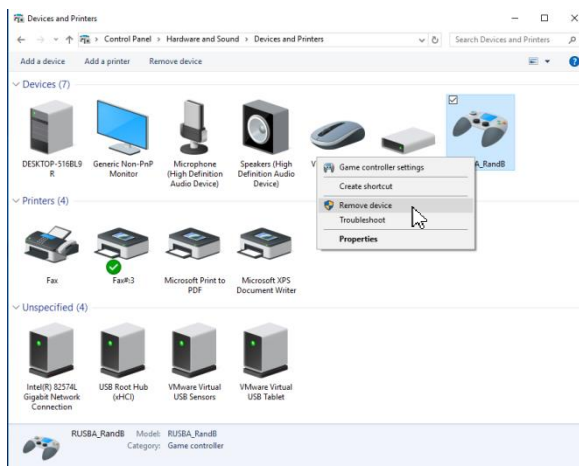 Devices and Printers
Control Panel > Hardware and Sound > Devices and Printers
Search Devices and Printers
Add a device
Add a printer
Remove device
Devices (7)
DESKTOP-516BL9
R
Generic Non-PnP
Monitor
Microphone
(High Definition
Audio Device)
Speakers (High
Definition Audio
Device)
V
A_RandB
Game controller settings
Create shortcut
Remove device
Troubleshoot
Properties
Printers (4)
Fax
Fax#:3
Microsoft Print to
PDF
Microsoft XPS
Document Writer
Unspecified (4)
Intel(R) 82574L
Gigabit Network
Connection
USB Root Hub
(xHCI)
VMware Virtual
USB Sensors
VMware Virtual
USB Tablet
RUSBA_RandB Model: RUSBA_RandB
Category: Game controller